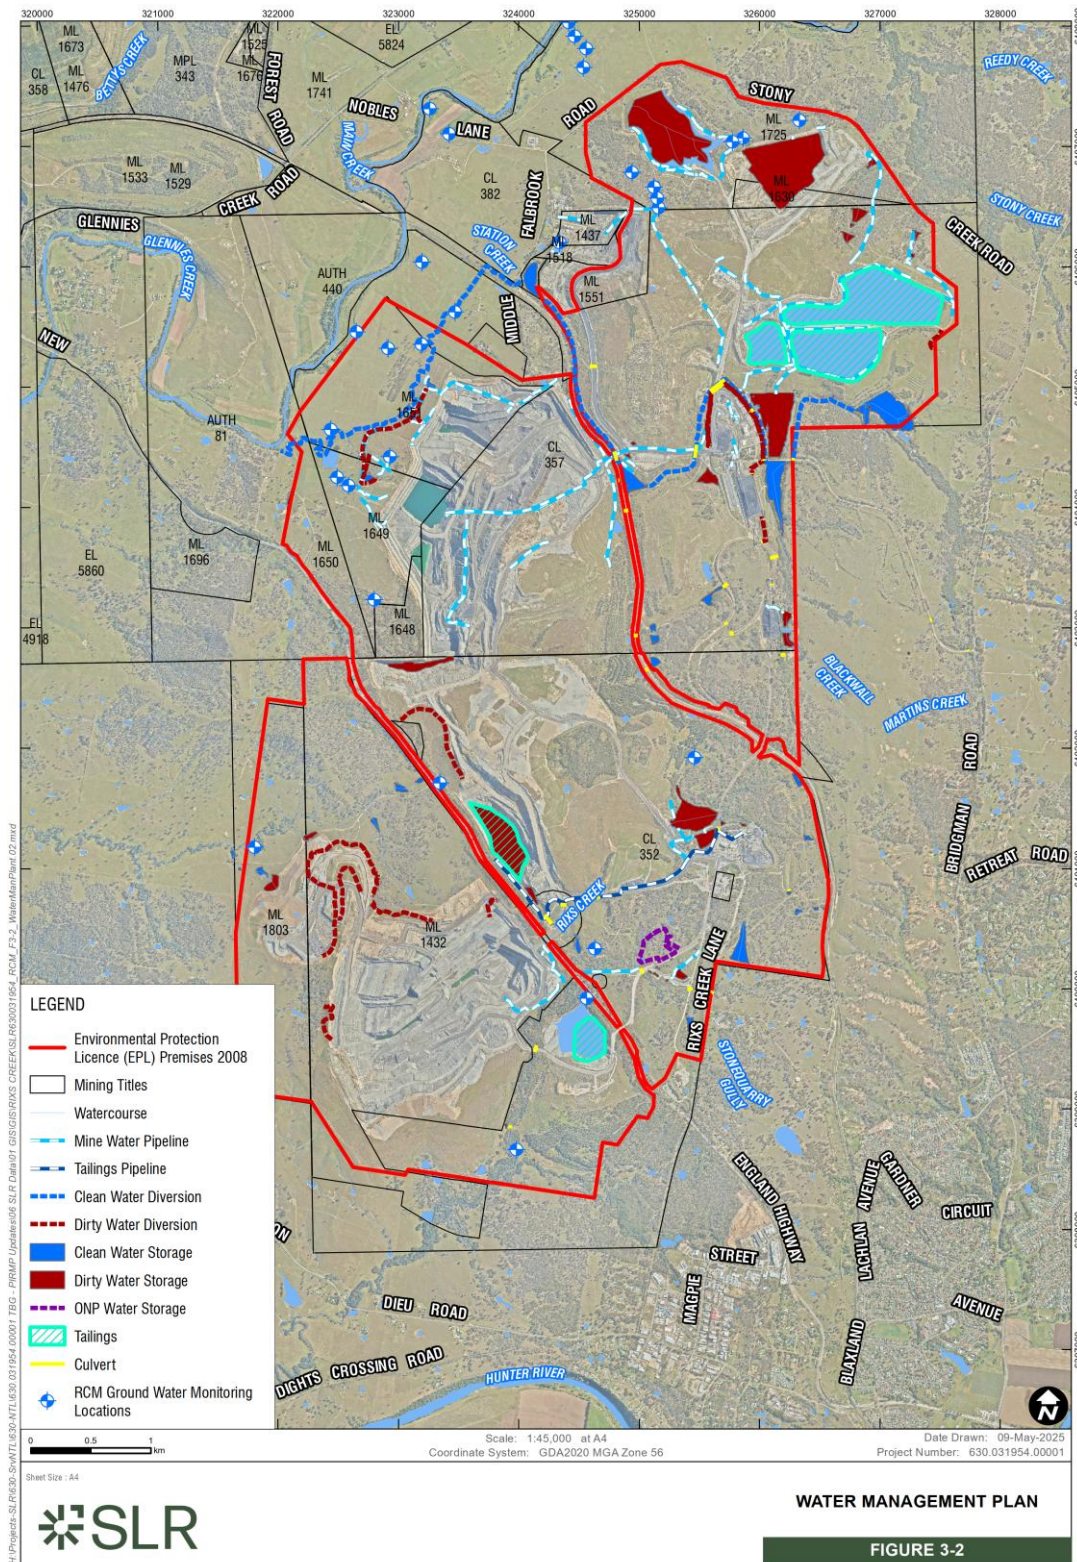 320000 321000 322000 323000 324000 325000 326000 327000 328000
ML
1673
ML
1525
EL
5824
CL
358
ML
1476
BETTYS CREEK
MPL
343
ML
1676
FOREST ROAD
ML
1741
NOBLES LANE
MAIN CREEK
ROAD
STONY
CREEK ROAD
REEDY CREEK
STONY CREEK
ML
1725
ML
1630
ML
1533
ML
1529
CL
382
FALBROOK
GLENNIES
CREEK ROAD
GLENNIES CREEK
STATION CREEK
ML
1437
ML
1518
ML
1551
AUTH
440
MIDDLE
NEW
AUTH
81
CL
357
ML
1649
ML
1650
ML
1696
EL
5860
EL
4918
ML
1648
BLACKWALL CREEK
MARTINS CREEK
BRIDGMAN ROAD
RETREAT ROAD
CL
352
RIXS CREEK
ML
1803
ML
1432
RIXS CREEK LANE
STONEQUARRY GULLY
ENGLAND HIGHWAY
LACHLAN AVENUE
GARDNER
CIRCUIT
STREET
MAGPIE
BLAXLAND
AVENUE
ON
DIEU ROAD
DIGHTS CROSSING ROAD
HUNTER RIVER
LEGEND
Environmental Protection
Licence (EPL) Premises 2008
Mining Titles
Watercourse
Mine Water Pipeline
Tailings Pipeline
Clean Water Diversion
Dirty Water Diversion
Clean Water Storage
Dirty Water Storage
ONP Water Storage
Tailings
Culvert
RCM Ground Water Monitoring
Locations
0 0.5 1
km
N
Scale: 1:45,000 at A4
Coordinate System: GDA2020 MGA Zone 56
Date Drawn: 09-May-2025
Project Number: 630.031954.00001
Sheet Size : A4
SLR
WATER MANAGEMENT PLAN
FIGURE 3-2